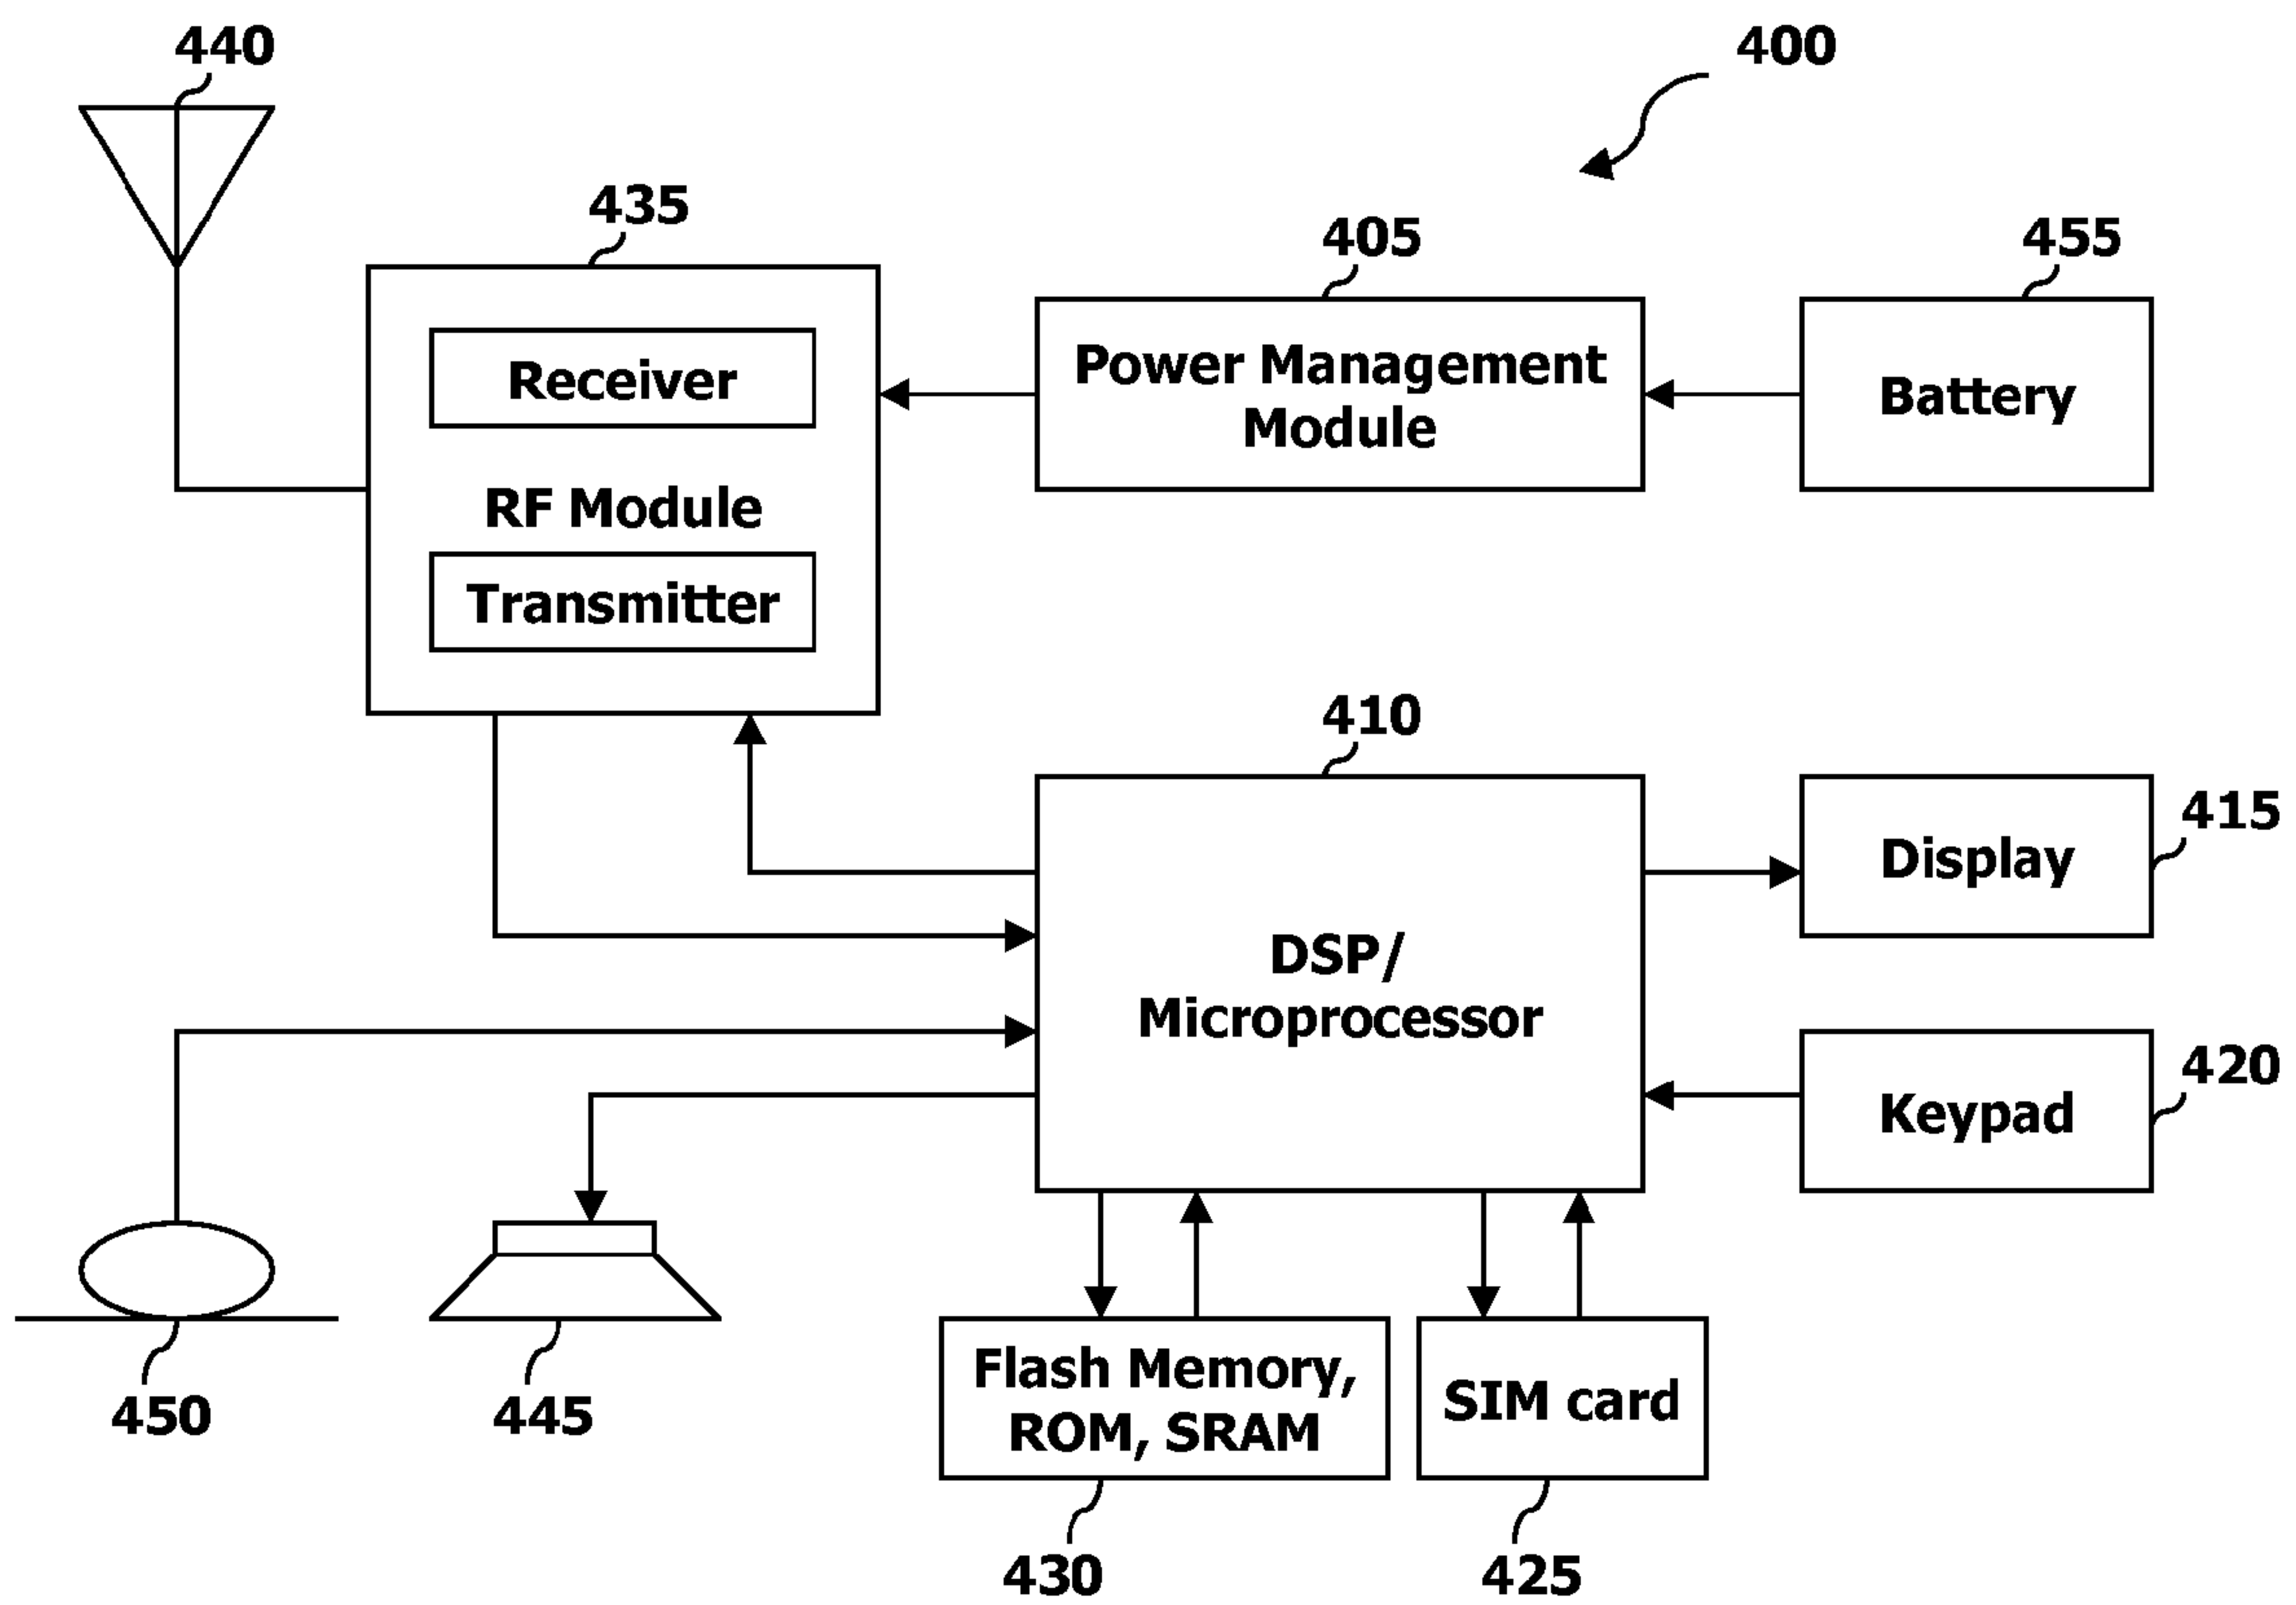 440
400
435
405
455
Receiver
Power Management
Module
Battery
RF Module
Transmitter
410
415
Display
DSP/
Microprocessor
420
Keypad
Flash Memory,
ROM, SRAM
SIM card
450
445
430
425